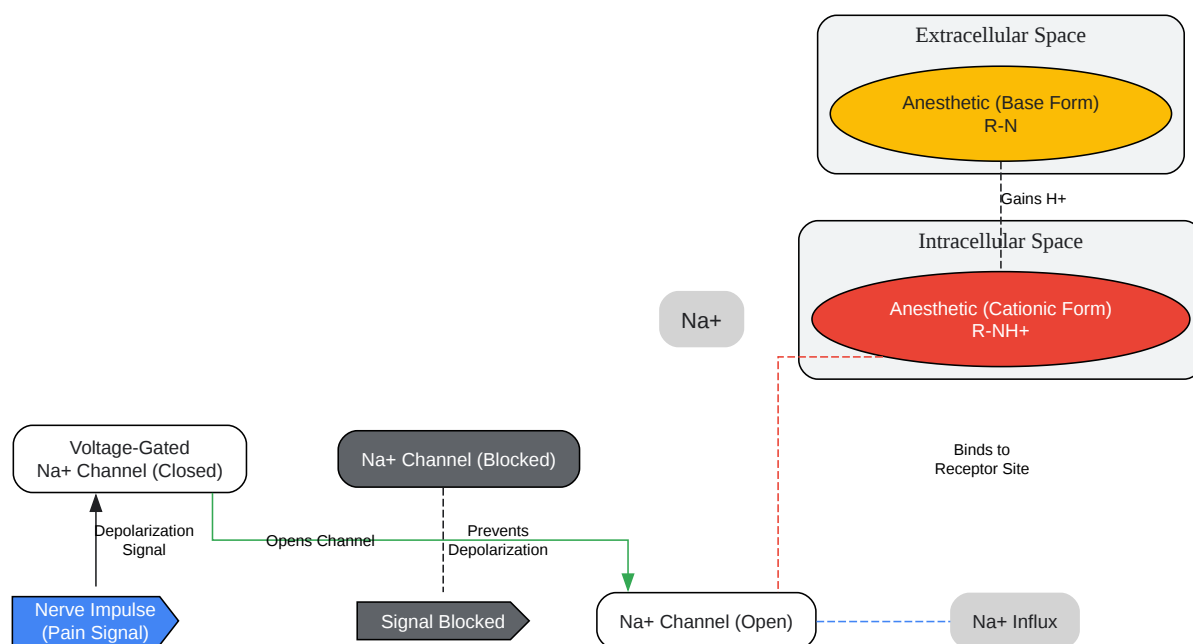 Extracellular Space
Anesthetic (Base Form)
R-N
Gains H+
Intracellular Space
Anesthetic (Cationic Form)
R-NH+
Na+
Voltage-Gated
Na+ Channel (Closed)
Na+ Channel (Blocked)
Binds to
Receptor Site
Depolarization
Signal
Opens Channel
Prevents
Depolarization
Nerve Impulse
(Pain Signal)
Signal Blocked
Na+ Channel (Open)
Na+ Influx